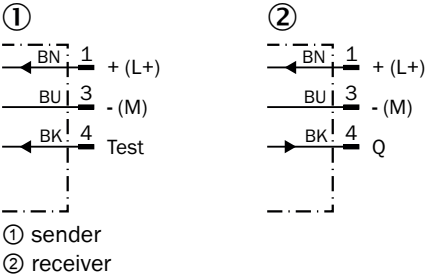 ① ②
BN 1 + (L+) BN 1 + (L+)
BU 3 - (M) BU 3 - (M)
BK 4 Test BK 4 Q
① sender
② receiver